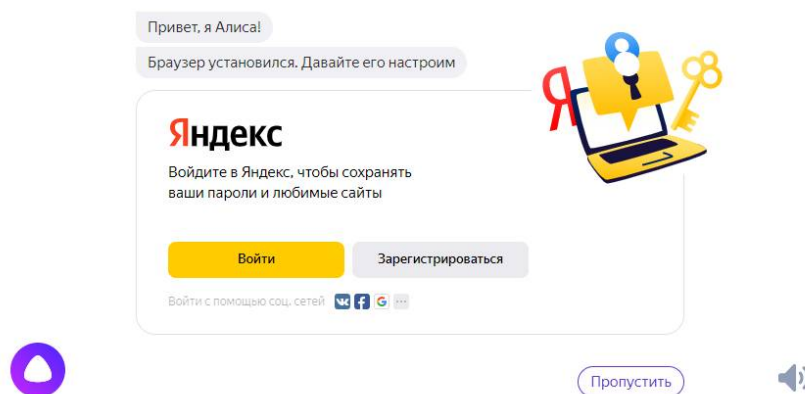 Привет, я Алиса!
Браузер установился. Давайте его настроим
Яндекс
Войдите в Яндекс, чтобы сохранять
ваши пароли и любимые сайты
Войти
Зарегистрироваться
Войти с помощью соц. сетей
Пропустить